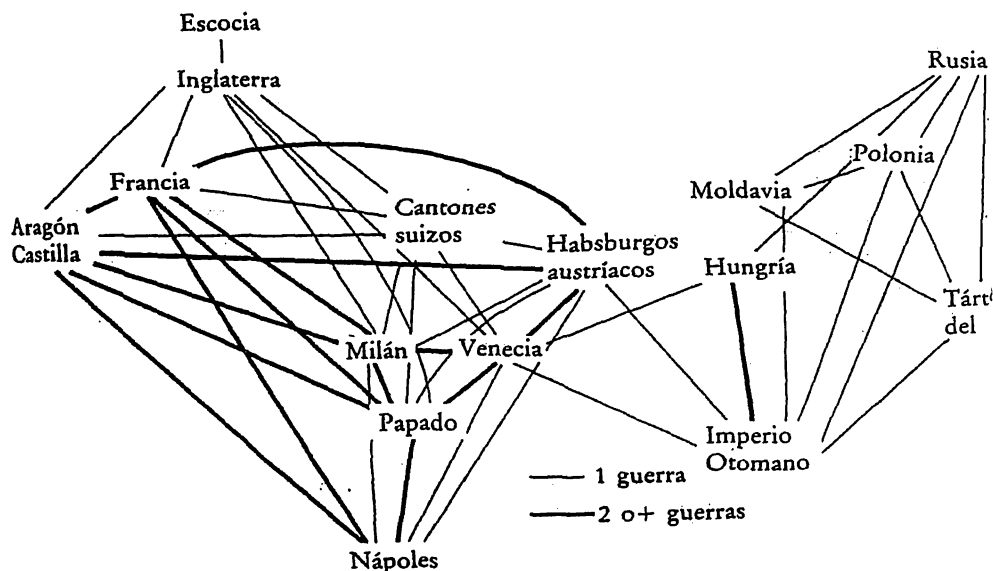 Escocia
Inglaterra
Rusia
Polonia
Francia
Moldavia
Cantones
suizos
Aragón
Castilla
Habsburgos
austríacos
Hungría
del
Milán
Venecia
Papado
Imperio
Otomano
1 guerra
2 o+ guerras
Nápoles